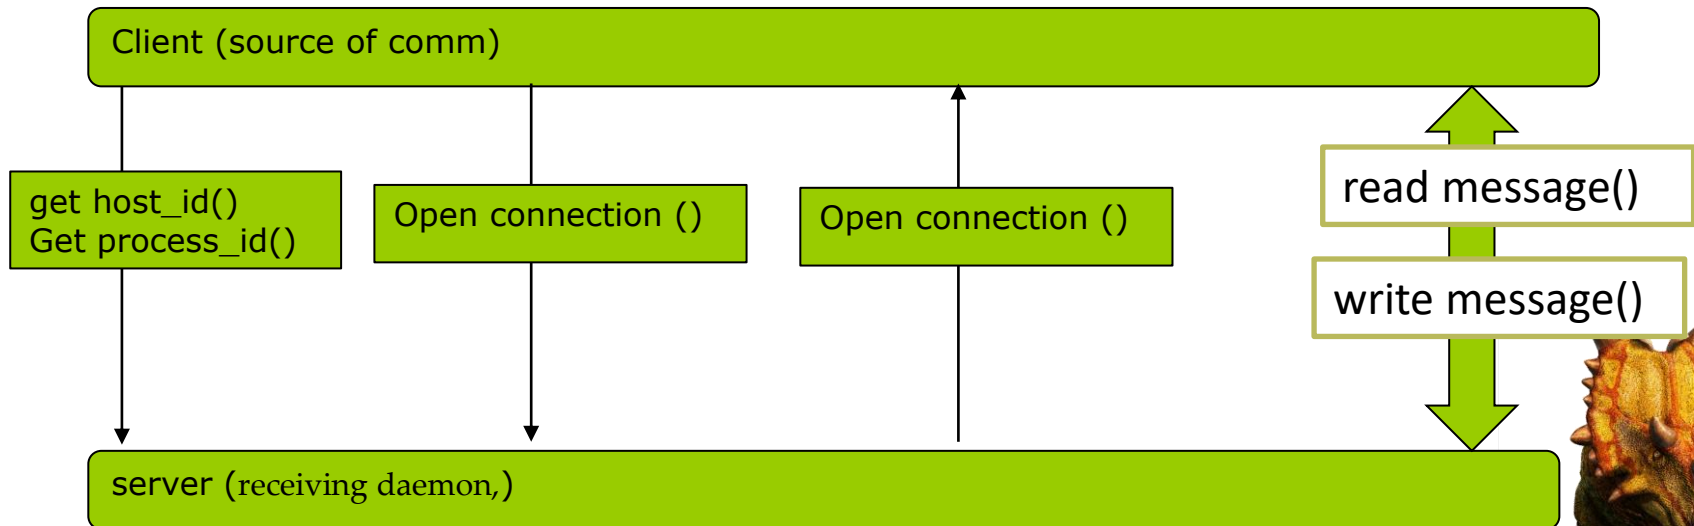 Client (source of comm)
get host_id()
Get process_id()
Open connection ()
Open connection ()
read message()
write message()
server (receiving daemon,)